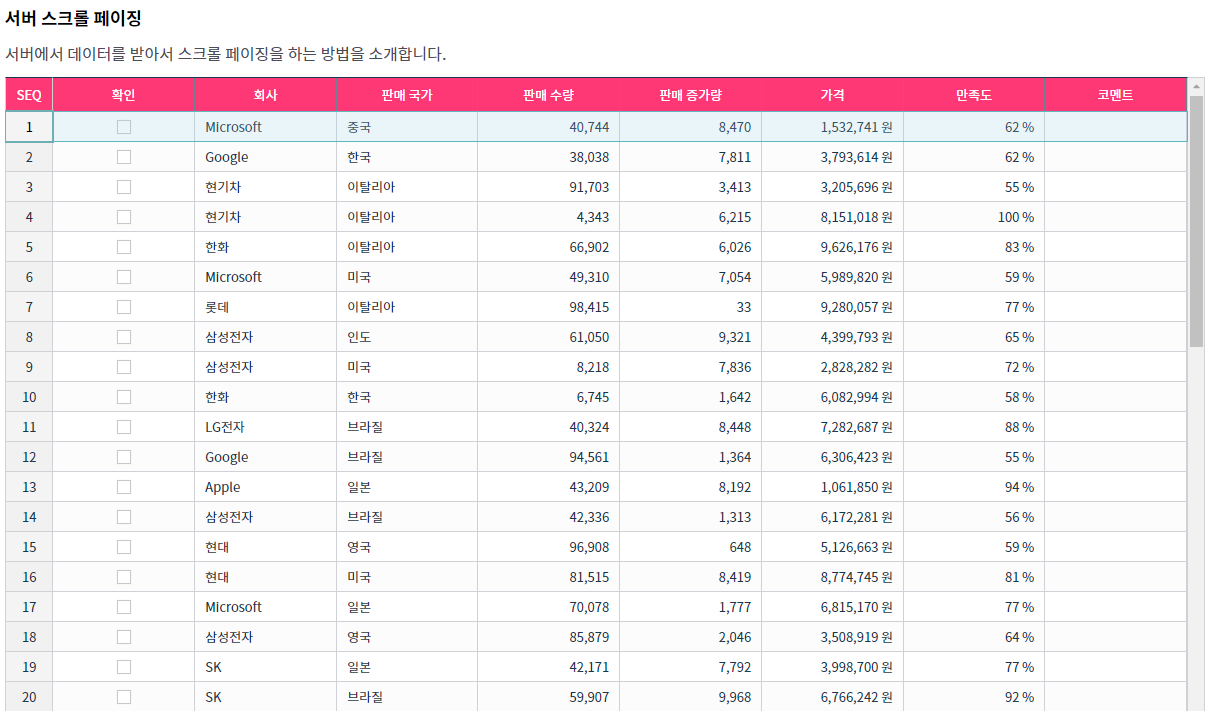 서버 스크롤 페이징
서버에서 데이터를 받아서 스크롤 페이징을 하는 방법을 소개합니다.
SEQ 확인 회사 판매 국가 판매 수량 판매 증가량 가격 만족도 코멘트
1 Microsoft 중국 40,744 8,470 1,532,741 원 62 %
2 Google 한국 38,038 7,811 3,793,614 원 62 %
3 현기차 이탈리아 91,703 3,413 3,205,696 원 55 %
4 현기차 이탈리아 4,343 6,215 8,151,018 원 100 %
5 한화 이탈리아 66,902 6,026 9,626,176 원 83 %
6 Microsoft 미국 49,310 7,054 5,989,820 원 59 %
7 롯데 이탈리아 98,415 33 9,280,057 원 77 %
8 삼성전자 인도 61,050 9,321 4,399,793 원 65 %
9 삼성전자 미국 8,218 7,836 2,828,282 원 72 %
10 한화 한국 6,745 1,642 6,082,994 원 58 %
11 LG전자 브라질 40,324 8,448 7,282,687 원 88 %
12 Google 브라질 94,561 1,364 6,306,423 원 55 %
13 Apple 일본 43,209 8,192 1,061,850 원 94 %
14 삼성전자 브라질 42,336 1,313 6,172,281 원 56 %
15 현대 영국 96,908 648 5,126,663 원 59 %
16 현대 미국 81,515 8,419 8,774,745 원 81 %
17 Microsoft 일본 70,078 1,777 6,815,170 원 77 %
18 삼성전자 영국 85,879 2,046 3,508,919 원 64 %
19 SK 일본 42,171 7,792 3,998,700 원 77 %
20 SK 브라질 59,907 9,968 6,766,242 원 92 %